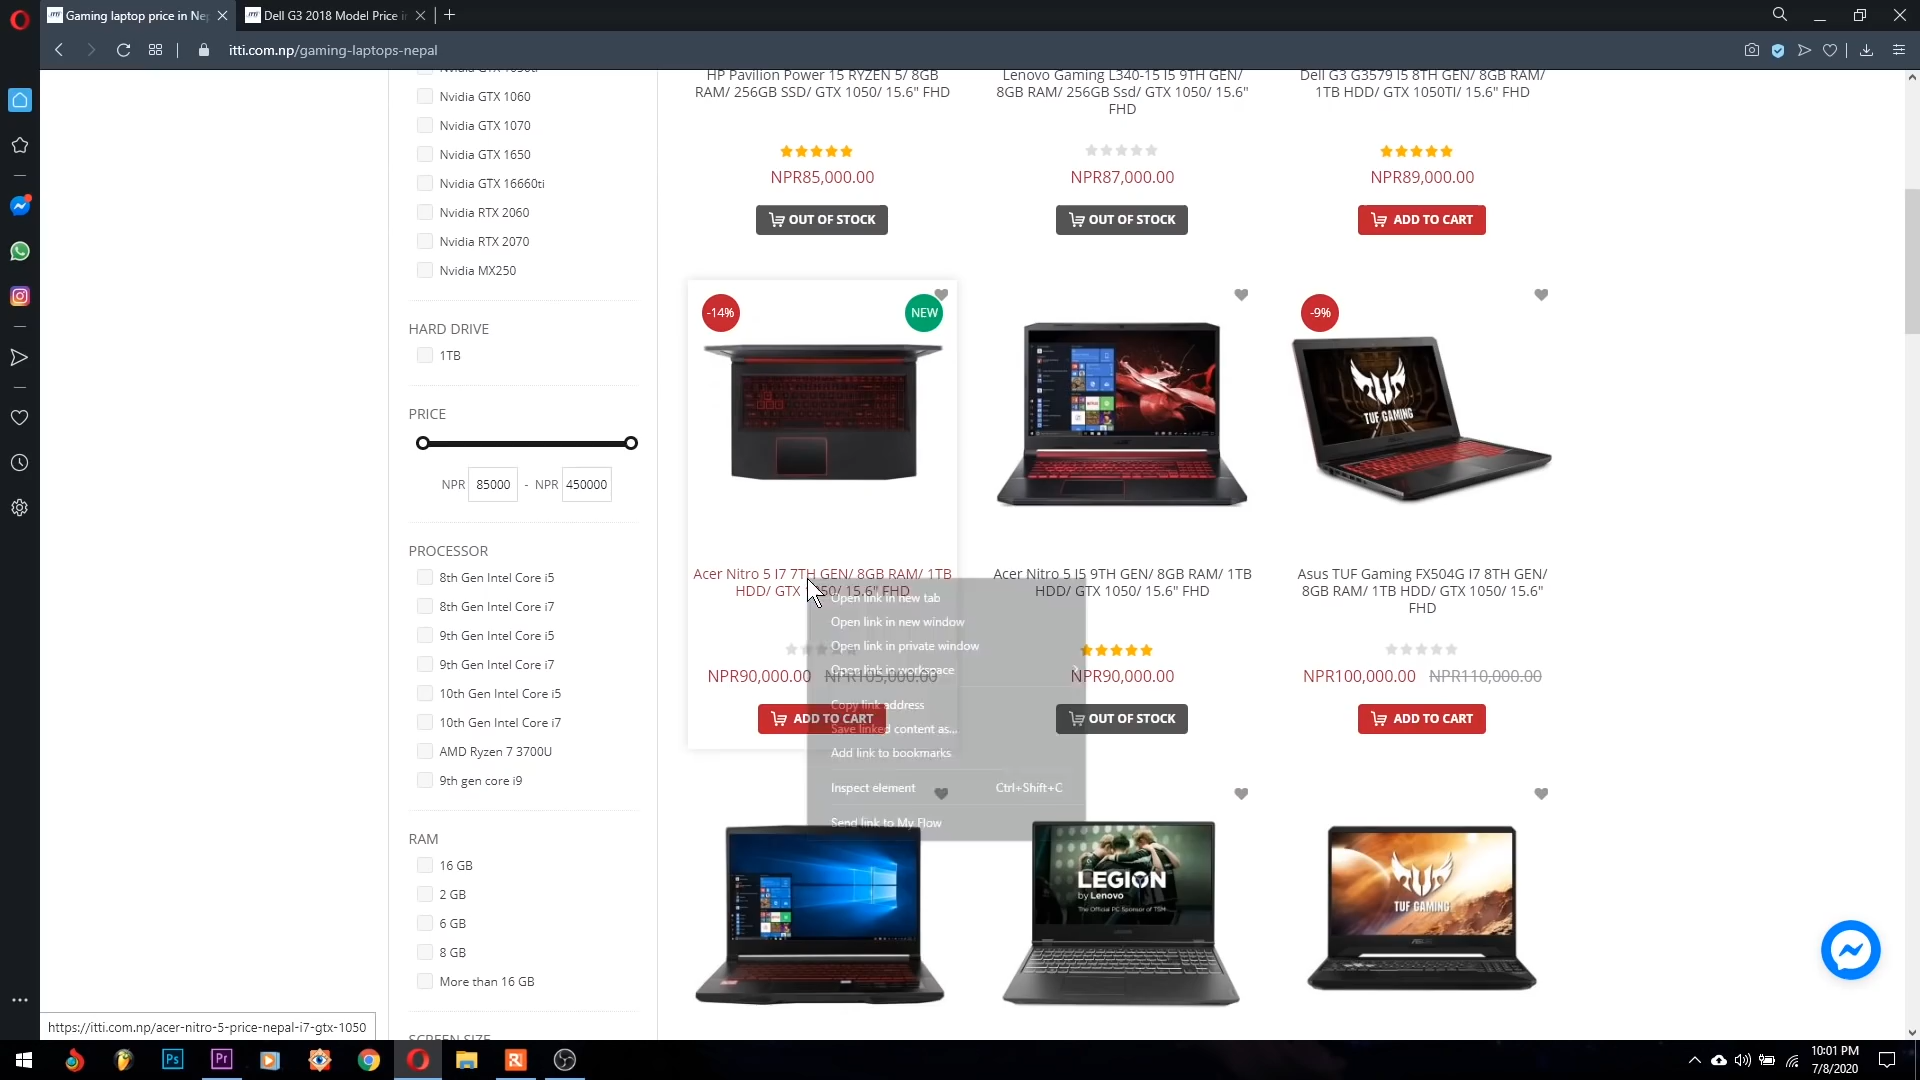 Gaming laptop price in Ne
Dell G3 2018 Model Price in
itti.com.np/gaming-laptops-nepal
Nvidia GTX 1060
Nvidia GTX 1070
Nvidia GTX 1650
Nvidia GTX 16660ti
Nvidia RTX 2060
Nvidia RTX 2070
Nvidia MX250
HARD DRIVE
1TB
PRICE
NPR 85000 - NPR 450000
PROCESSOR
8th Gen Intel Core i5
8th Gen Intel Core i7
9th Gen Intel Core i5
9th Gen Intel Core i7
10th Gen Intel Core i5
10th Gen Intel Core i7
AMD Ryzen 7 3700U
9th gen core i9
RAM
16 GB
2 GB
6 GB
8 GB
More than 16 GB
HP Pavilion Power 15 RYZEN 5/ 8GB
RAM/ 256GB SSD/ GTX 1050/ 15.6" FHD
NPR85,000.00
OUT OF STOCK
Lenovo Gaming L340-15 I5 9TH GEN/
8GB RAM/ 256GB Ssd/ GTX 1050/ 15.6"
FHD
NPR87,000.00
OUT OF STOCK
Dell G3 G3579 I5 8TH GEN/ 8GB RAM/
1TB HDD/ GTX 1050TI/ 15.6" FHD
NPR89,000.00
ADD TO CART
-14%
NEW
Acer Nitro 5 I7 7TH GEN/ 8GB RAM/ 1TB
HDD/ GTX 1050/ 15.6" FHD
NPR90,000.00 NPR105,000.00
ADD TO CART
Open link in new tab
Open link in new window
Open link in private window
Open link in workspace
Copy link address
Save linked content as...
Add link to bookmarks
Inspect element Ctrl+Shift+C
Send link to My Flow
Acer Nitro 5 I5 9TH GEN/ 8GB RAM/ 1TB
HDD/ GTX 1050/ 15.6" FHD
NPR90,000.00
OUT OF STOCK
-9%
TUF GAMING
Asus TUF Gaming FX504G I7 8TH GEN/
8GB RAM/ 1TB HDD/ GTX 1050/ 15.6"
FHD
NPR100,000.00 NPR110,000.00
ADD TO CART
LEGION
by Lenovo
The Official PC Sponsor of TSM
TUF GAMING
https://itti.com.np/acer-nitro-5-price-nepal-i7-gtx-1050
Ps
Pr
10:01 PM
7/8/2020